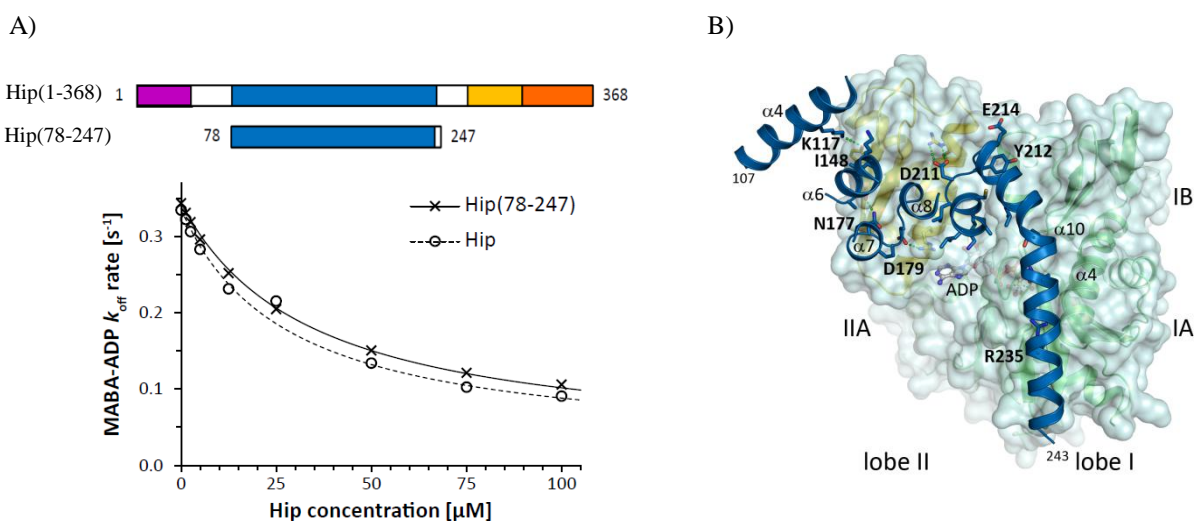 A)
Hip(1-368) 1 368
Hip(78-247) 78 247
Hip(78-247)
Hip
MABA-ADP koff rate [s⁻¹]
0.3
0.2
0.1
0.0
0 25 50 75 100
Hip concentration [µM]
B)
α4
E214
K117
I148
Y212
107
D211
α6
α8
IB
N177
α7
α10
D179
α4
ADP
IIA
IA
R235
243
lobe II lobe I